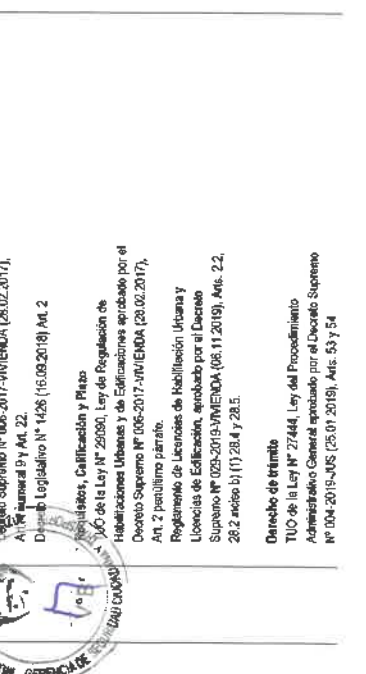 Decreto Supremo N° 006-2017-VIVIENDA (28.02.2017),
Art. numeral 9 y Art. 22.
Decreto Legislativo N° 1426 (16.09.2018) Art. 2
Requisitos, Calificación y Plazo
TUO de la Ley N° 29090, Ley de Regulación de
Habilitaciones Urbanas y de Edificaciones aprobado por el
Decreto Supremo N° 006-2017-VIVIENDA (28.02.2017),
Art. 2 penúltimo párrafo.
Reglamento de Licencias de Habilitación Urbana y
Licencias de Edificación, aprobado por el Decreto
Supremo N° 029-2019-VIVIENDA (06.11.2019), Arts. 2.2,
28.2 inciso b) (1) 28.4 y 28.5.
Derecho de trámite
TUO de la Ley N° 27444, Ley del Procedimiento
Administrativo General aprobado por el Decreto Supremo
N° 004-2019-JUS (25.01.2019), Arts. 53 y 54
GERENCIA DE
CIUDAD